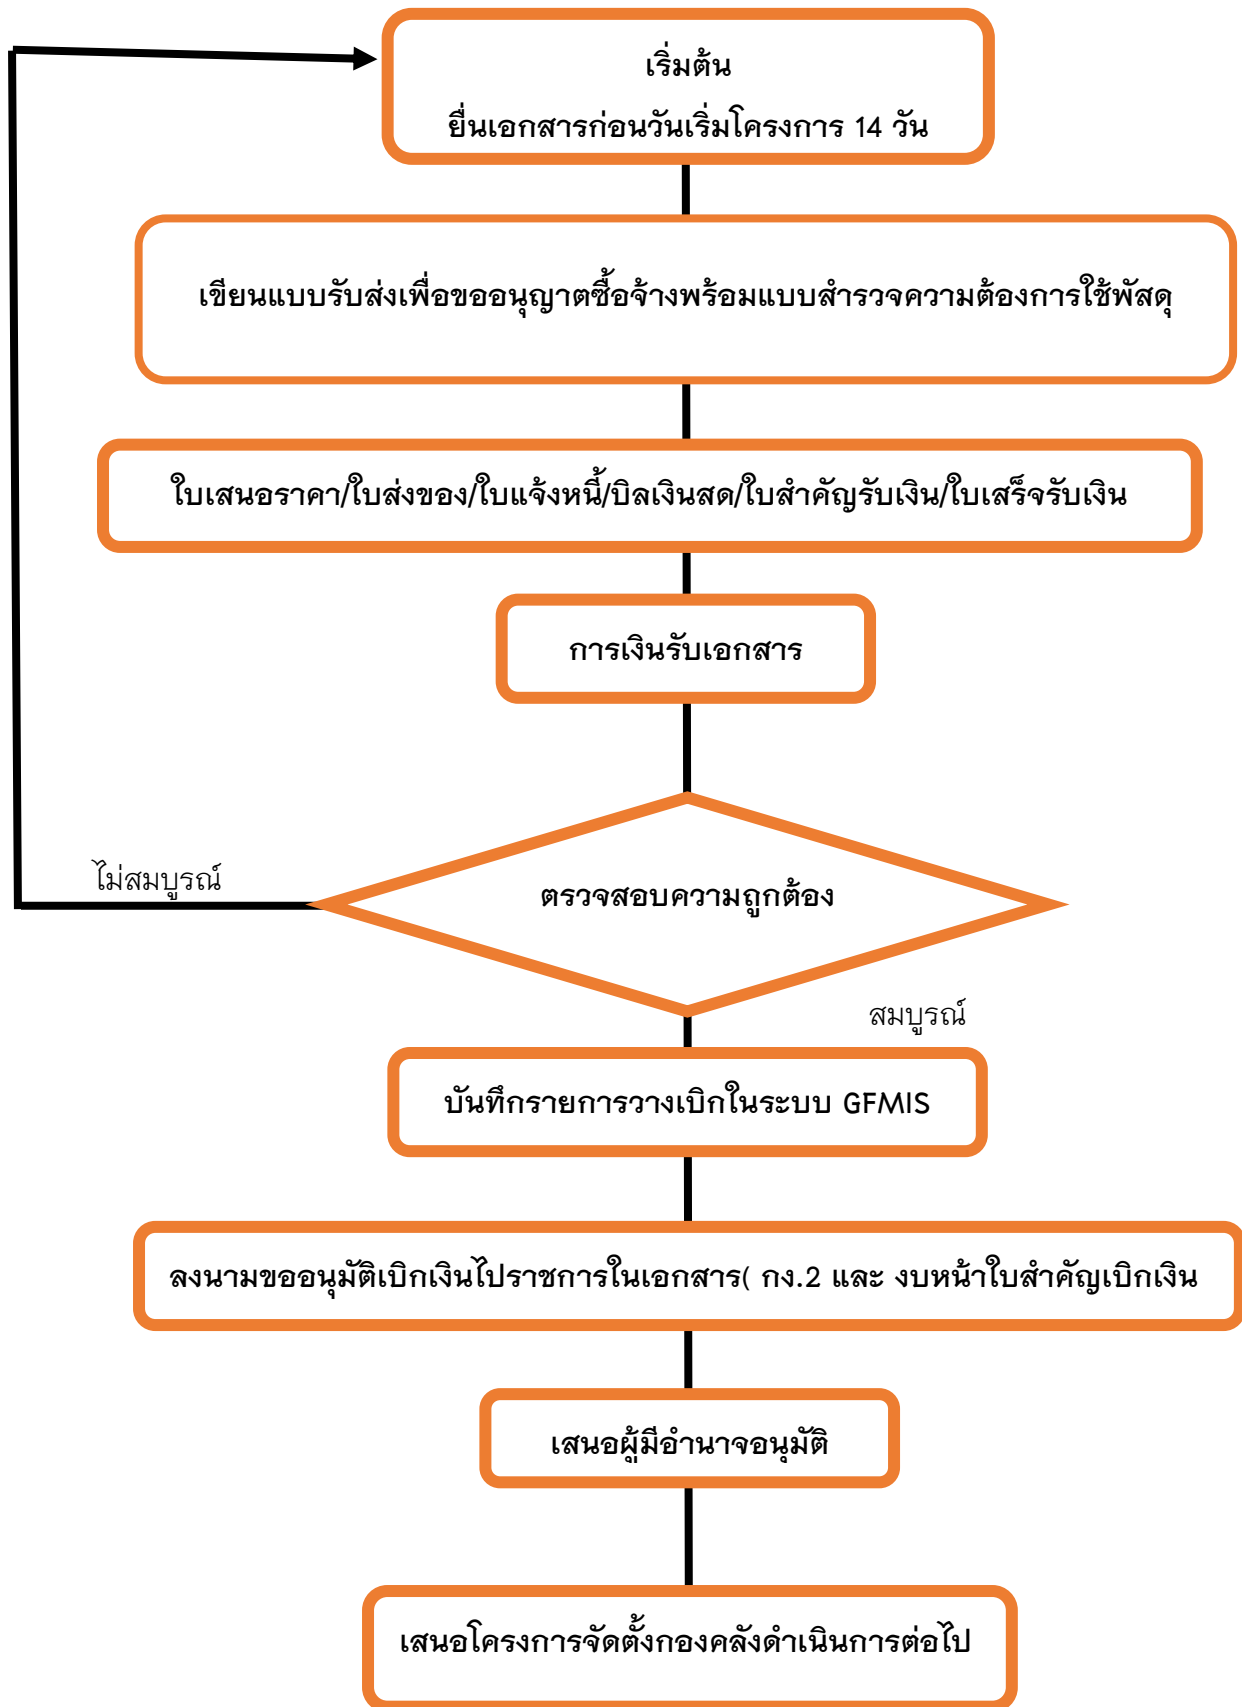 เริ่มต้น
ยื่นเอกสารก่อนวันเริ่มโครงการ 14 วัน
เขียนแบบรับส่งเพื่อขออนุญาตซื้อจ้างพร้อมแบบสำรวจความต้องการใช้พัสดุ
ใบเสนอราคา/ใบส่งของ/ใบแจ้งหนี้/บิลเงินสด/ใบสำคัญรับเงิน/ใบเสร็จรับเงิน
การเงินรับเอกสาร
ไม่สมบูรณ์
ตรวจสอบความถูกต้อง
สมบูรณ์
บันทึกรายการวางเบิกในระบบ GFMIS
ลงนามขออนุมัติเบิกเงินไปราชการในเอกสาร( กง.2 และ งบหน้าใบสำคัญเบิกเงิน
เสนอผู้มีอำนาจอนุมัติ
เสนอโครงการจัดตั้งกองคลังดำเนินการต่อไป